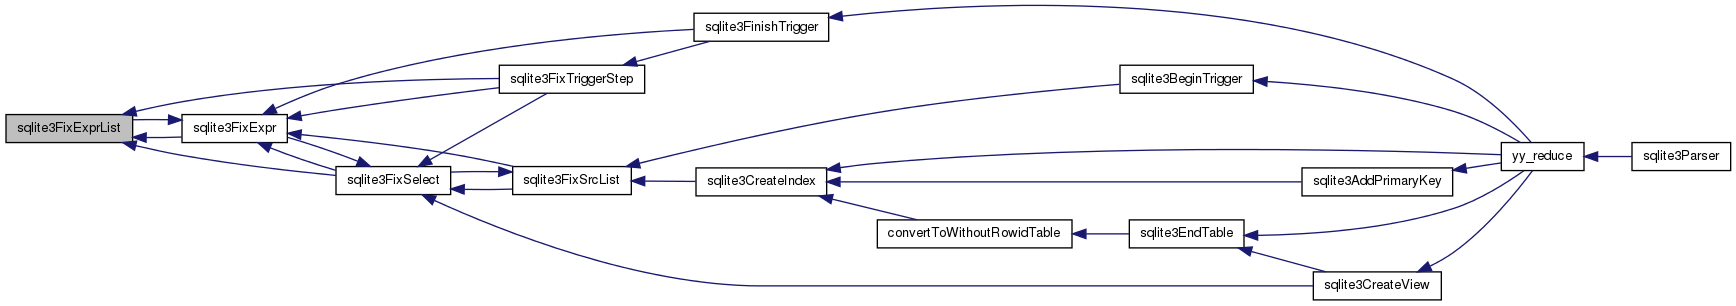 sqlite3FinishTrigger
sqlite3FixTriggerStep
sqlite3BeginTrigger
sqlite3FixExprList
sqlite3FixExpr
yy_reduce
sqlite3Parser
sqlite3FixSelect
sqlite3FixSrcList
sqlite3CreateIndex
sqlite3AddPrimaryKey
convertToWithoutRowidTable
sqlite3EndTable
sqlite3CreateView